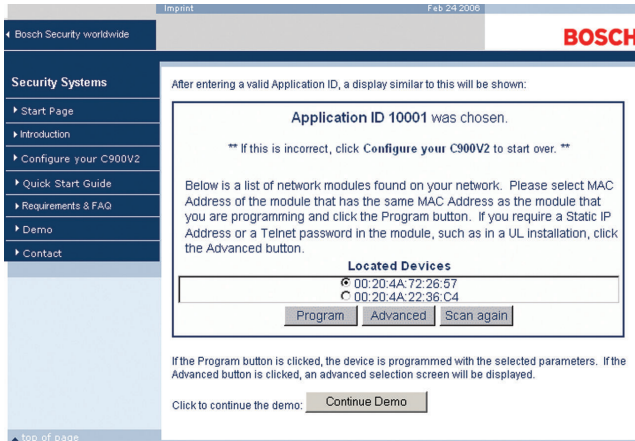 Imprint
Feb 24 2006
Bosch Security worldwide
BOSCH
Security Systems
Start Page
Introduction
Configure your C900V2
Quick Start Guide
Requirements & FAQ
Demo
Contact
After entering a valid Application ID, a display similar to this will be shown:
Application ID 10001 was chosen.
** If this is incorrect, click Configure your C900V2 to start over. **
Below is a list of network modules found on your network. Please select MAC
Address of the module that has the same MAC Address as the module that
you are programming and click the Program button. If you require a Static IP
Address or a Telnet password in the module, such as in a UL installation, click
the Advanced button.
Located Devices
00:20:4A:72:26:57
00:20:4A:22:36:C4
Program Advanced Scan again
If the Program button is clicked, the device is programmed with the selected parameters. If the
Advanced button is clicked, an advanced selection screen will be displayed.
Click to continue the demo: Continue Demo
top of page